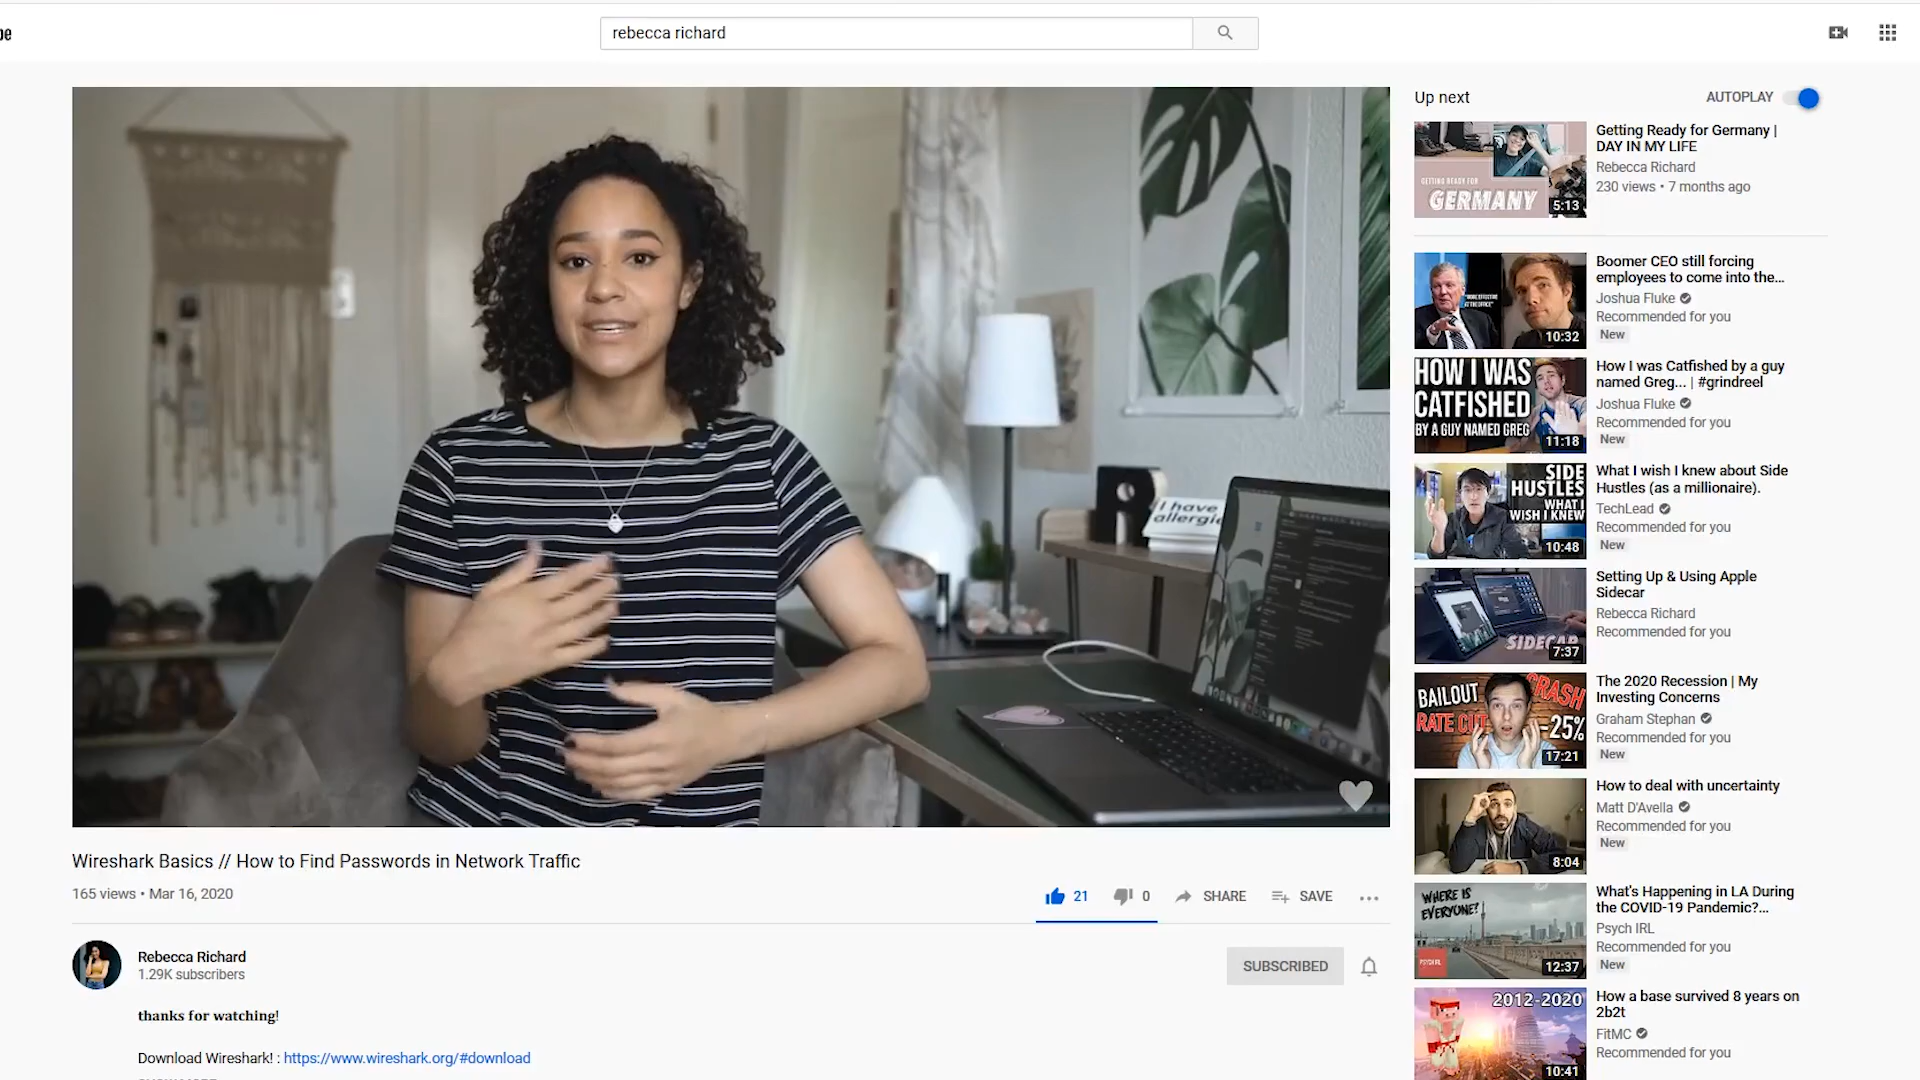 be
rebecca richard
I have
allergie
R
Wireshark Basics // How to Find Passwords in Network Traffic
165 views • Mar 16, 2020
21
0
SHARE
SAVE
Rebecca Richard
1.29K subscribers
SUBSCRIBED
thanks for watching!
Download Wireshark! : https://www.wireshark.org/#download
Up next
AUTOPLAY
GETTING READY FOR
GERMANY
5:13
Getting Ready for Germany |
DAY IN MY LIFE
Rebecca Richard
230 views • 7 months ago
10:32
Boomer CEO still forcing
employees to come into the...
Joshua Fluke
Recommended for you
New
HOW I WAS
CATFISHED
BY A GUY NAMED GREG
11:18
How I was Catfished by a guy
named Greg... | #grindreel
Joshua Fluke
Recommended for you
New
SIDE
HUSTLES
WHAT I
WISH I KNEW
10:48
What I wish I knew about Side
Hustles (as a millionaire).
TechLead
Recommended for you
New
SIDECAR
7:37
Setting Up & Using Apple
Sidecar
Rebecca Richard
Recommended for you
BAILOUT
CRASH
RATE CUT
-25%
17:21
The 2020 Recession | My
Investing Concerns
Graham Stephan
Recommended for you
New
8:04
How to deal with uncertainty
Matt D'Avella
Recommended for you
New
WHERE IS
EVERYONE?
PSYCH IRL
12:37
What's Happening in LA During
the COVID-19 Pandemic?...
Psych IRL
Recommended for you
New
2012-2020
10:41
How a base survived 8 years on
2b2t
FitMC
Recommended for you